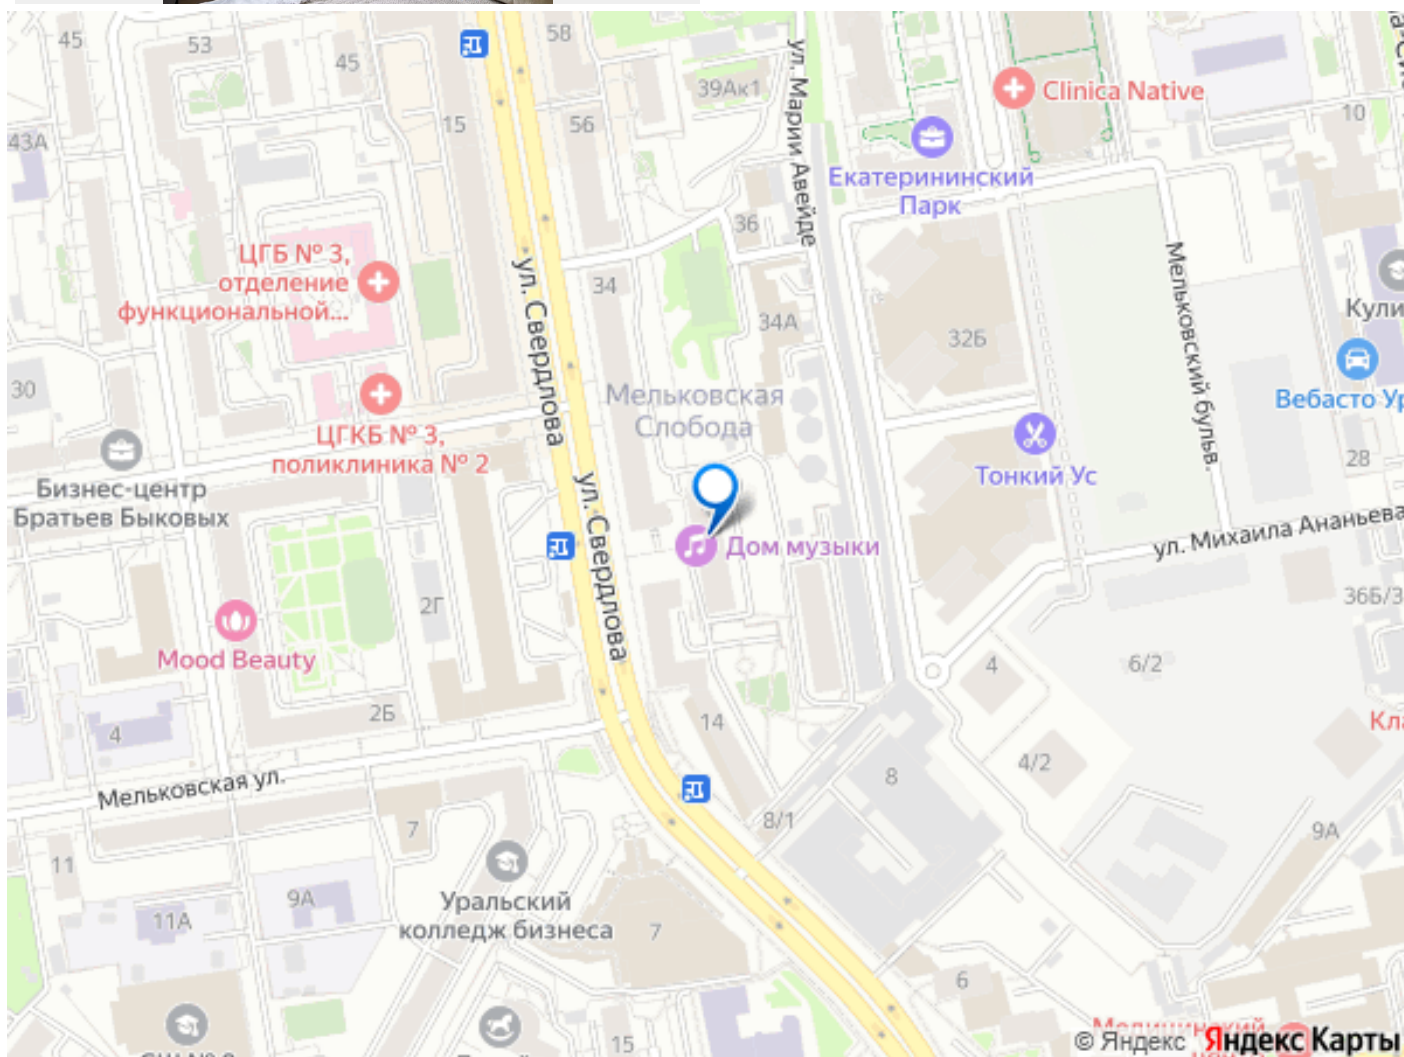 45
53
45
58
15
56
39Ак1
ул. Марии Авейде
Clinica Native
10
43А
Екатерининский
Парк
36
ЦГБ № 3,
отделение
функциональной...
ул. Свердлова
34
34А
32Б
Мельковский бульв.
Кули
30
Мельковская
Слобода
Вебасто Ур
ЦГКБ № 3,
поликлиника № 2
Тонкий Ус
28
Бизнес-центр
Братьев Быковых
ул. Свердлова
Дом музыки
ул. Михаила Ананьева
2Г
36Б/3
Mood Beauty
4
6/2
2Б
14
4
Кла
4/2
8
Мельковская ул.
7
8/1
9А
11
9А
Уральский
колледж бизнеса
11А
7
6
15
Медицинский
© Яндекс Яндекс Карты